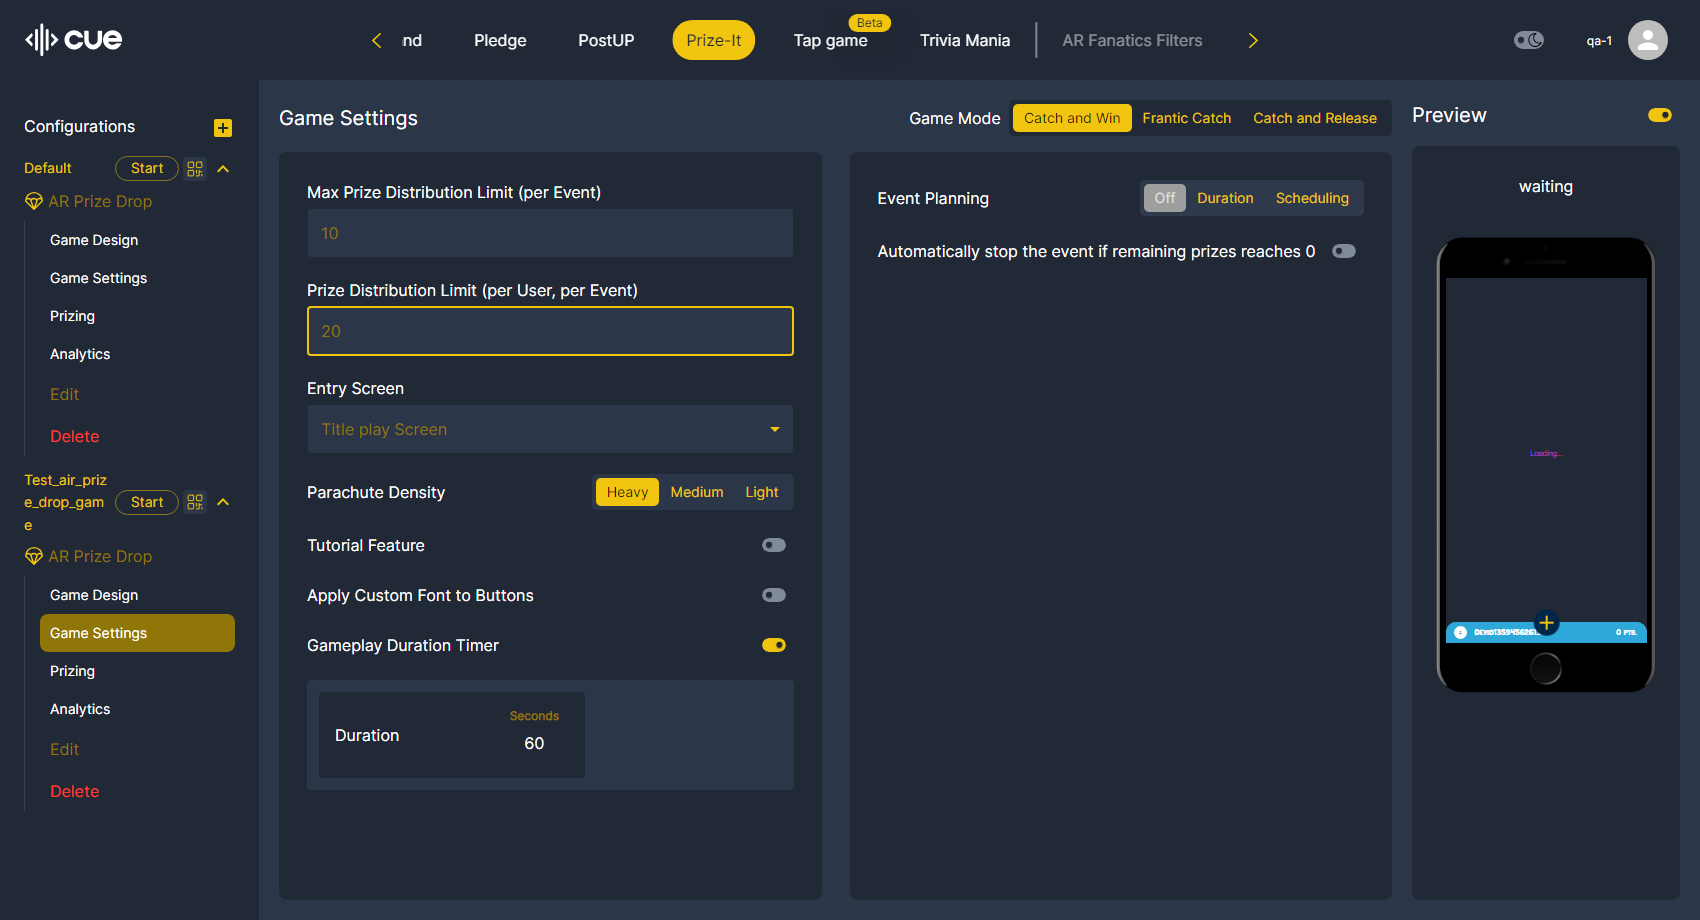 cue
nd
Pledge
PostUP
Prize-It
Beta
Tap game
Trivia Mania
AR Fanatics Filters
qa-1
Configurations
Default
Start
AR Prize Drop
Game Design
Game Settings
Prizing
Analytics
Edit
Delete
Test_air_priz
e_drop_gam
e
Start
AR Prize Drop
Game Design
Game Settings
Prizing
Analytics
Edit
Delete
Game Settings
Game Mode
Catch and Win
Frantic Catch
Catch and Release
Max Prize Distribution Limit (per Event)
10
Prize Distribution Limit (per User, per Event)
20
Entry Screen
Title play Screen
Parachute Density
Heavy
Medium
Light
Tutorial Feature
Apply Custom Font to Buttons
Gameplay Duration Timer
Duration
Seconds
60
Event Planning
Off
Duration
Scheduling
Automatically stop the event if remaining prizes reaches 0
Preview
waiting
Loading...
0 PTS.